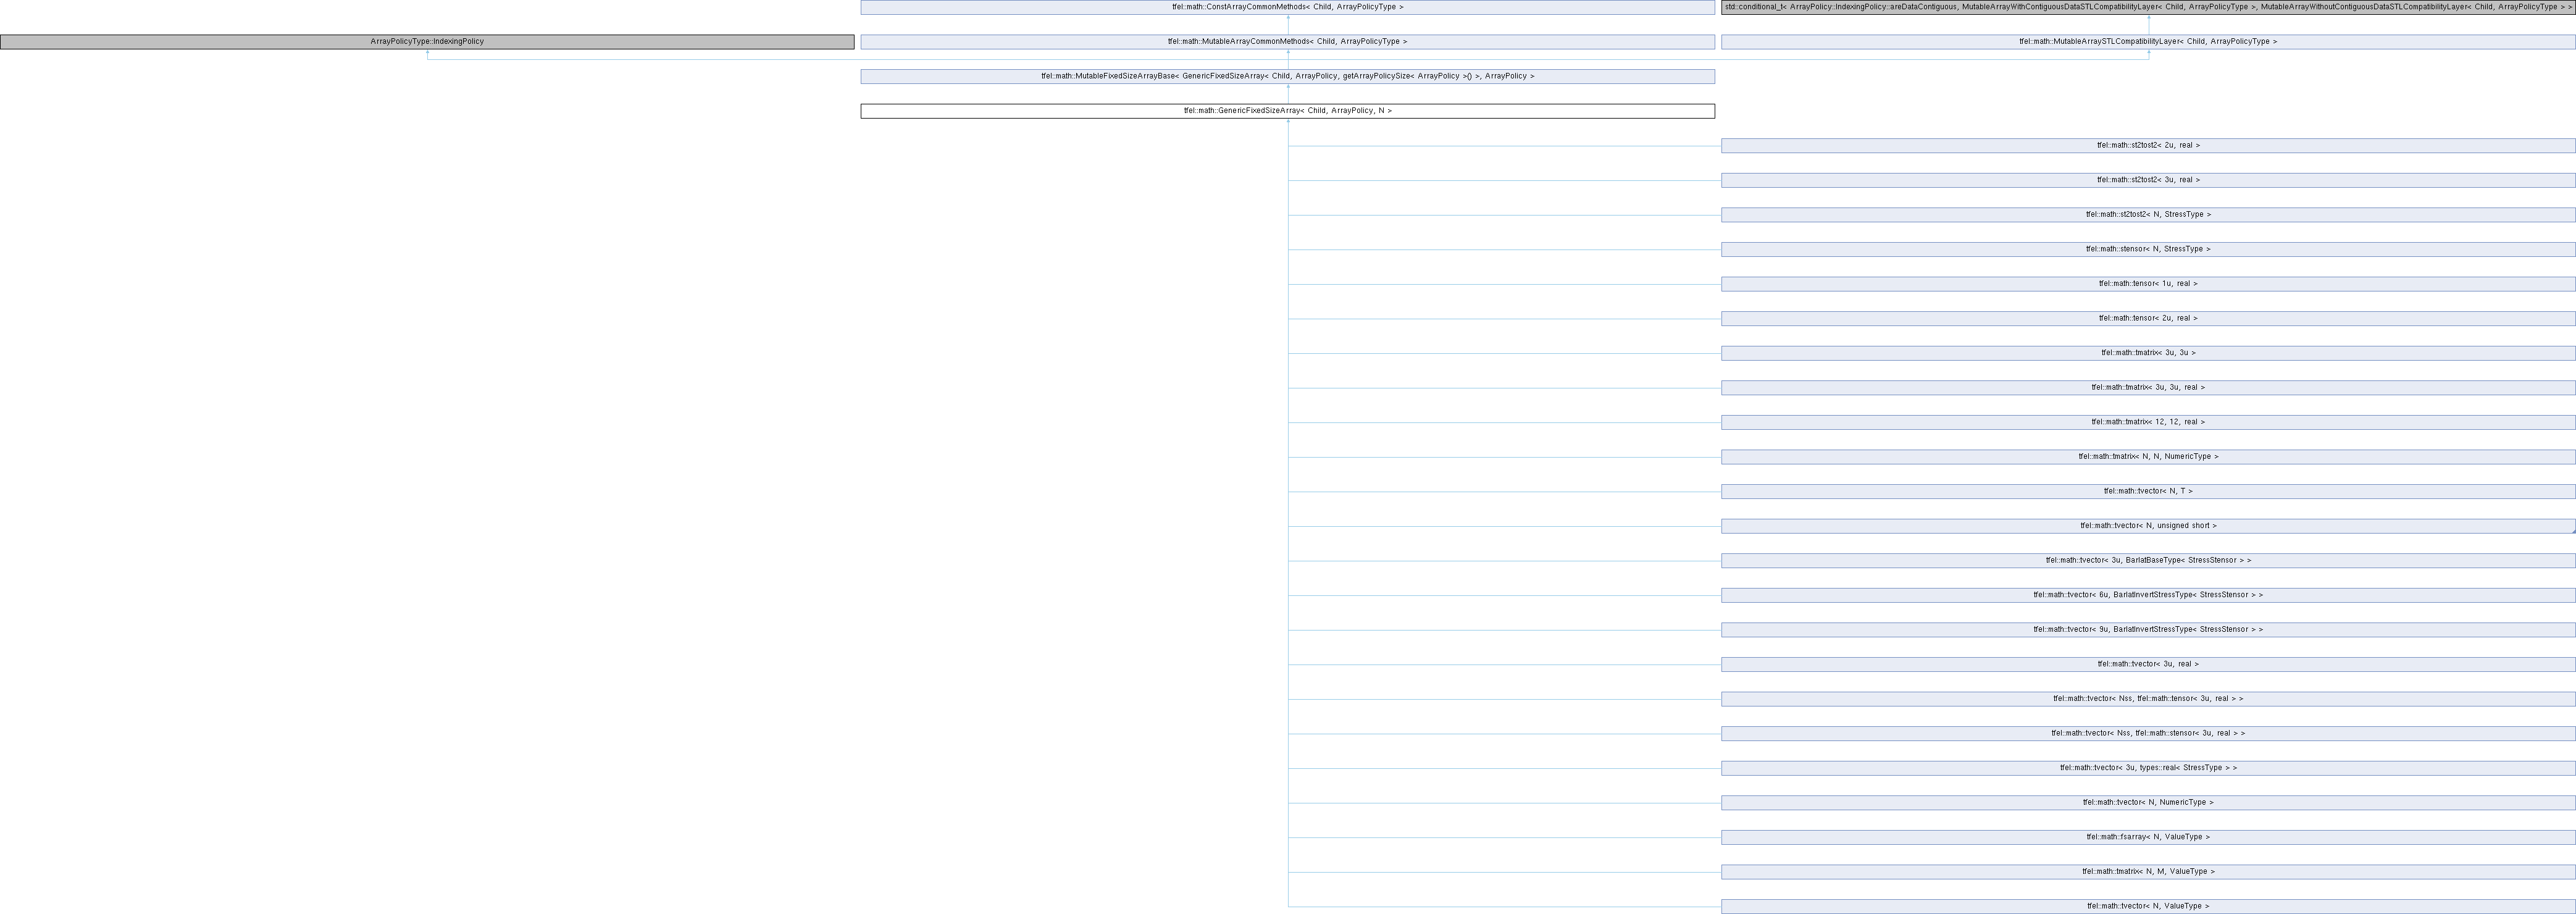 tfel::math::ConstArrayCommonMethods< Child, ArrayPolicyType >
std::conditional_t< ArrayPolicy::IndexingPolicy::areDataContiguous, MutableArrayWithContiguousDataSTLCompatibilityLayer< Child, ArrayPolicyType >, MutableArrayWithoutContiguousDataSTLCompatibilityLayer< Child, ArrayPolicyType > >
ArrayPolicyType::IndexingPolicy
tfel::math::MutableArrayCommonMethods< Child, ArrayPolicyType >
tfel::math::MutableArraySTLCompatibilityLayer< Child, ArrayPolicyType >
tfel::math::MutableFixedSizeArrayBase< GenericFixedSizeArray< Child, ArrayPolicy, getArrayPolicySize< ArrayPolicy >() >, ArrayPolicy >
tfel::math::GenericFixedSizeArray< Child, ArrayPolicy, N >
tfel::math::st2tost2< 2u, real >
tfel::math::st2tost2< 3u, real >
tfel::math::st2tost2< N, StressType >
tfel::math::stensor< N, StressType >
tfel::math::tensor< 1u, real >
tfel::math::tensor< 2u, real >
tfel::math::tmatrix< 3u, 3u >
tfel::math::tmatrix< 3u, 3u, real >
tfel::math::tmatrix< 12, 12, real >
tfel::math::tmatrix< N, N, NumericType >
tfel::math::tvector< N, T >
tfel::math::tvector< N, unsigned short >
tfel::math::tvector< 3u, BarlatBaseType< StressStensor > >
tfel::math::tvector< 6u, BarlatInvertStressType< StressStensor > >
tfel::math::tvector< 9u, BarlatInvertStressType< StressStensor > >
tfel::math::tvector< 3u, real >
tfel::math::tvector< Nss, tfel::math::tensor< 3u, real > >
tfel::math::tvector< Nss, tfel::math::stensor< 3u, real > >
tfel::math::tvector< 3u, types::real< StressType > >
tfel::math::tvector< N, NumericType >
tfel::math::fsarray< N, ValueType >
tfel::math::tmatrix< N, M, ValueType >
tfel::math::tvector< N, ValueType >